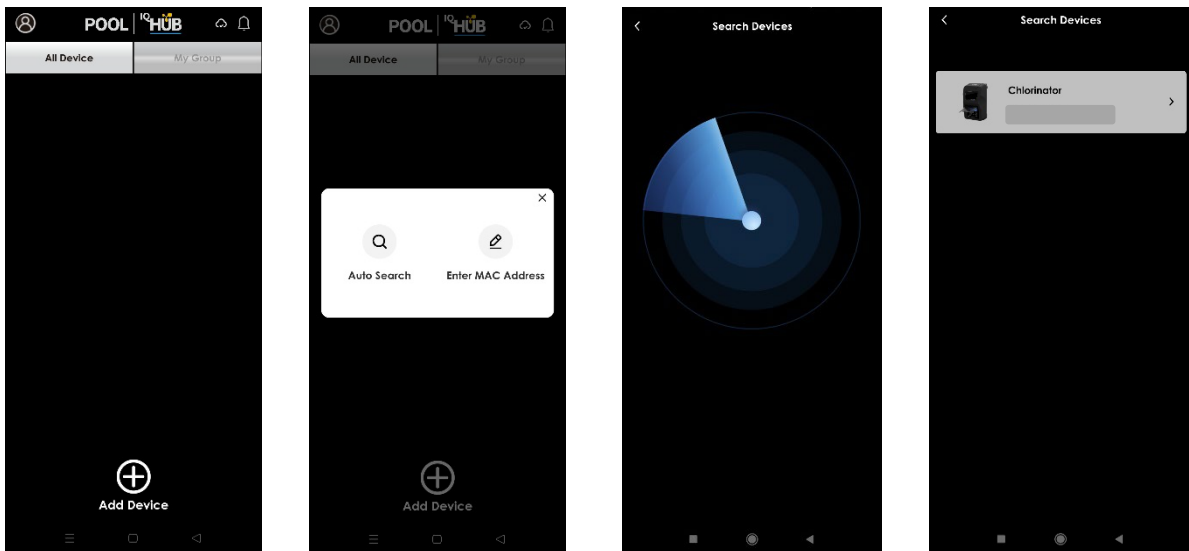 POOL IQ HUB
All Device My Group
Add Device
POOL IQ HUB
All Device My Group
Auto Search Enter MAC Address
Add Device
Search Devices
Search Devices
Chlorinator